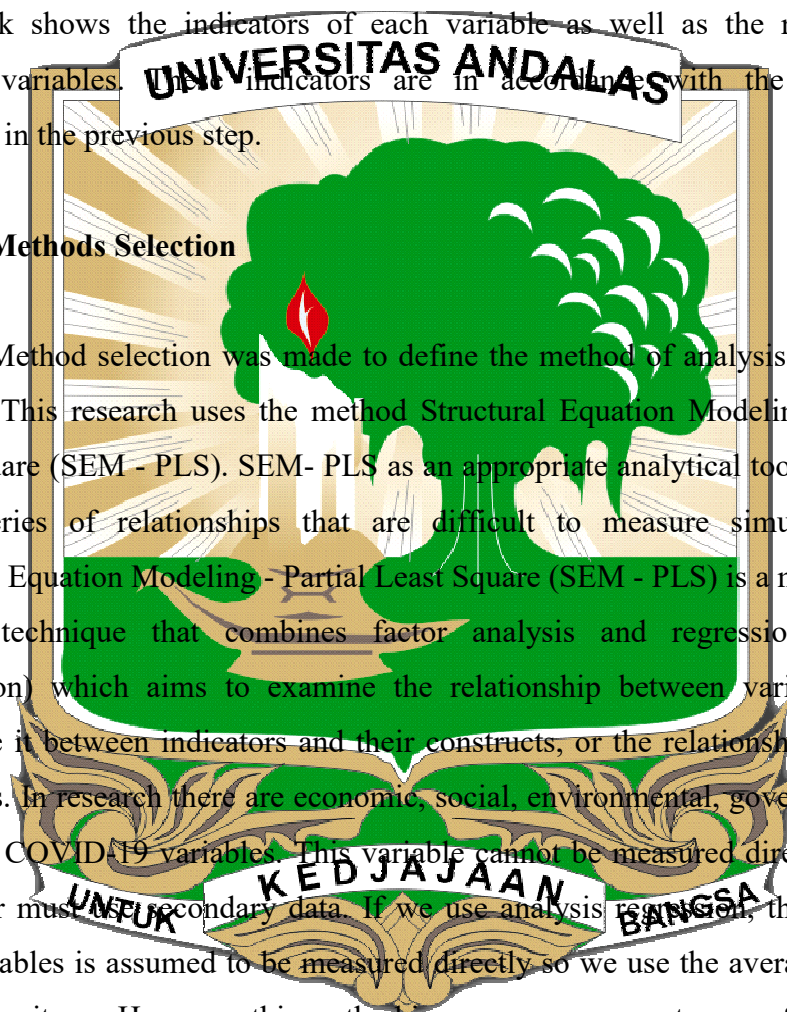 k shows the indicators of each variable as well as the r
UNIVERSITAS ANDALAS
variables. These indicators are in accordance with the
in the previous step.
Methods Selection
Method selection was made to define the method of analysis
This research uses the method Structural Equation Modelin
uare (SEM - PLS). SEM- PLS as an appropriate analytical too
eries of relationships that are difficult to measure simu
Equation Modeling - Partial Least Square (SEM - PLS) is a m
technique that combines factor analysis and regressio
on) which aims to examine the relationship between vari
e it between indicators and their constructs, or the relationsh
s. In research there are economic, social, environmental, gove
COVID-19 variables. This variable cannot be measured dire
UNTUK KEDJAJAAN BANGSA
r must use secondary data. If we use analysis regression, th
ables is assumed to be measured directly so we use the avera